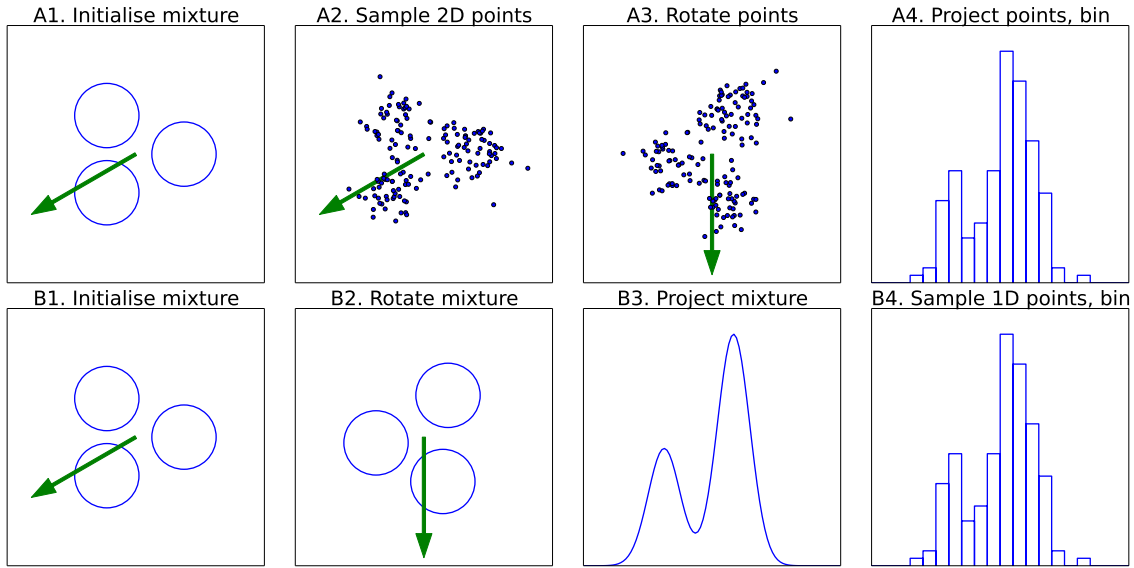 A1. Initialise mixture
A2. Sample 2D points
A3. Rotate points
A4. Project points, bin
B1. Initialise mixture
B2. Rotate mixture
B3. Project mixture
B4. Sample 1D points, bin